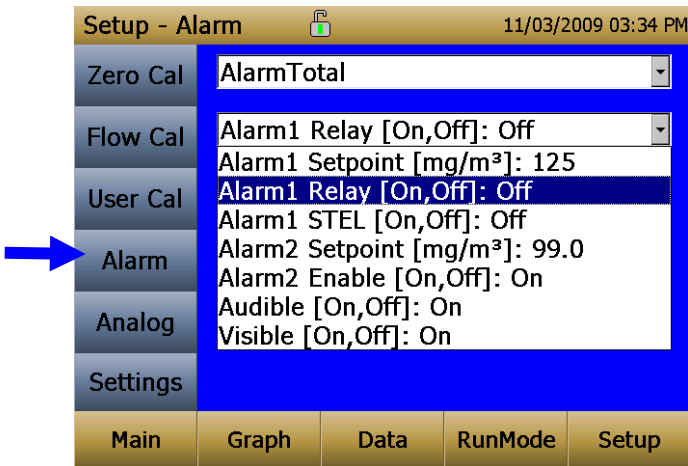 Setup - Alarm 11/03/2009 03:34 PM
Zero Cal
AlarmTotal
Flow Cal
Alarm1 Relay [On,Off]: Off
Alarm1 Setpoint [mg/m³]: 125
User Cal
Alarm1 Relay [On,Off]: Off
Alarm1 STEL [On,Off]: Off
Alarm
Alarm2 Setpoint [mg/m³]: 99.0
Alarm2 Enable [On,Off]: On
Analog
Audible [On,Off]: On
Visible [On,Off]: On
Settings
Main Graph Data RunMode Setup